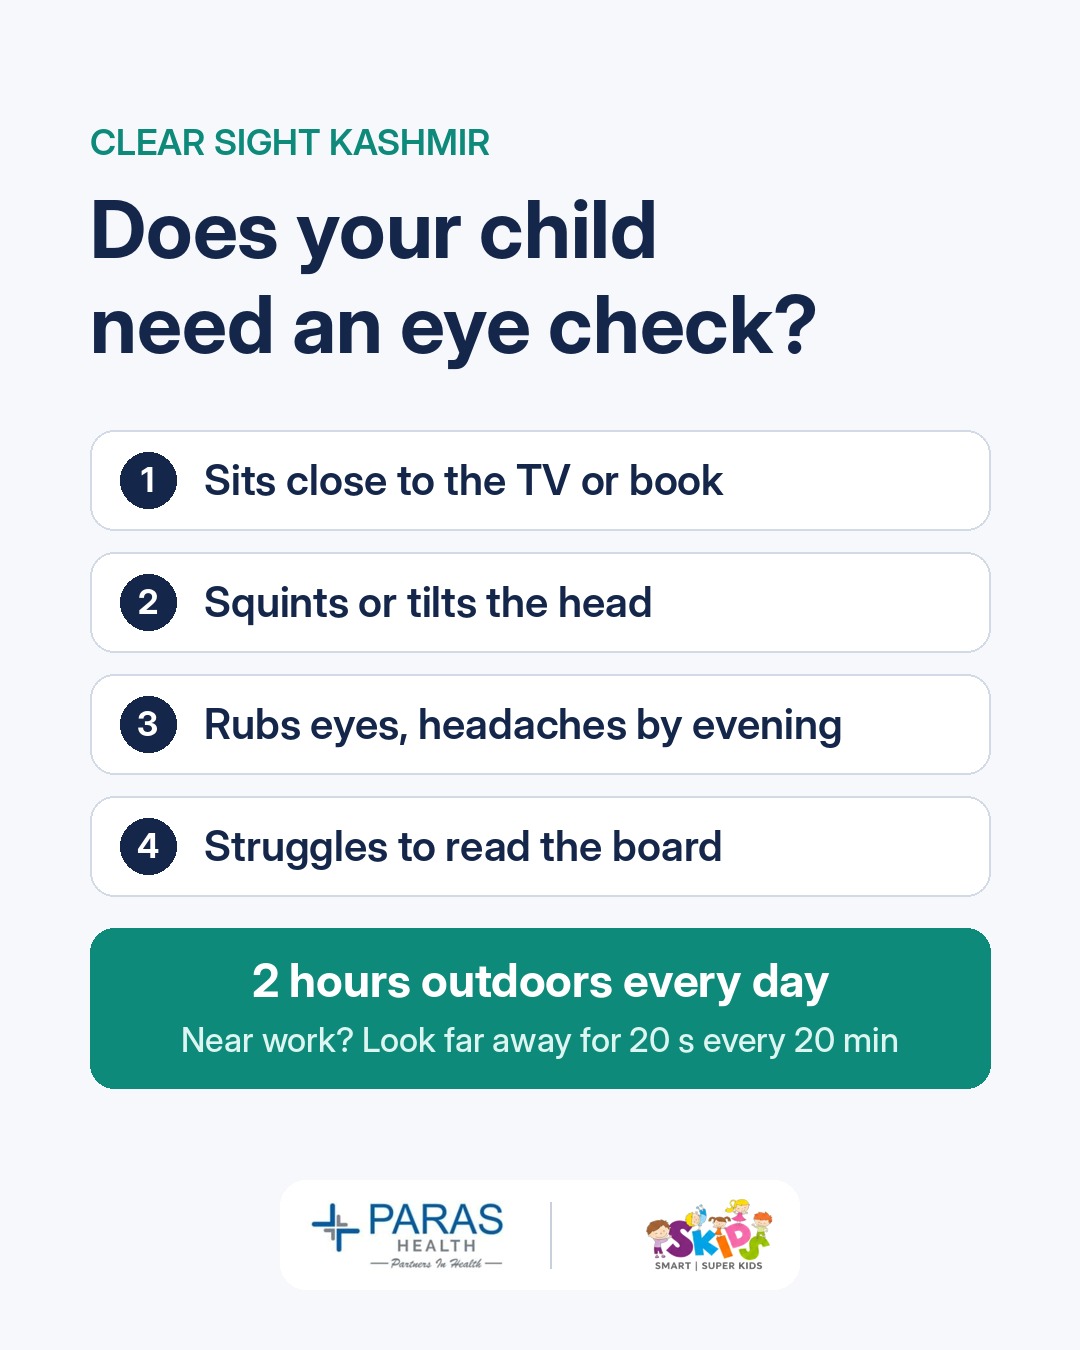 CLEAR SIGHT KASHMIR
Does your child
need an eye check?
1 Sits close to the TV or book
2 Squints or tilts the head
3 Rubs eyes, headaches by evening
4 Struggles to read the board
2 hours outdoors every day
Near work? Look far away for 20 s every 20 min
PARAS
HEALTH
Partners In Health
SKIDS
SMART | SUPER KIDS